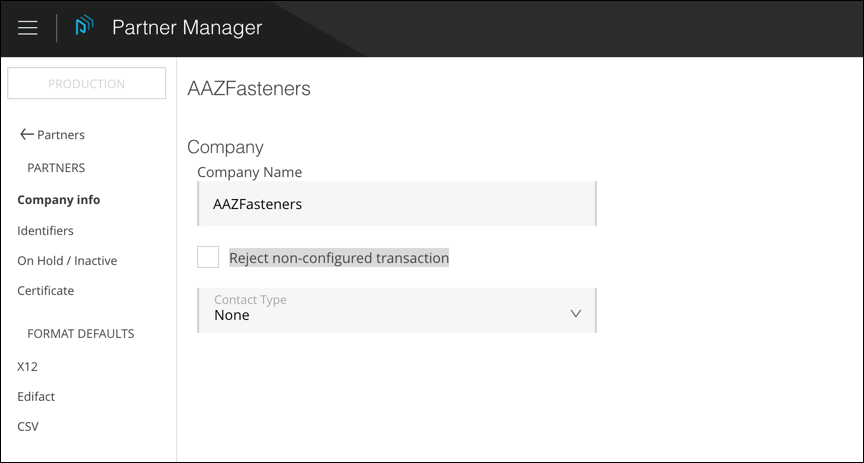 Partner Manager
PRODUCTION
Partners
PARTNERS
Company info
Identifiers
On Hold / Inactive
Certificate
FORMAT DEFAULTS
X12
Edifact
CSV
AAZFasteners
Company
Company Name
AAZFasteners
Reject non-configured transaction
Contact Type
None